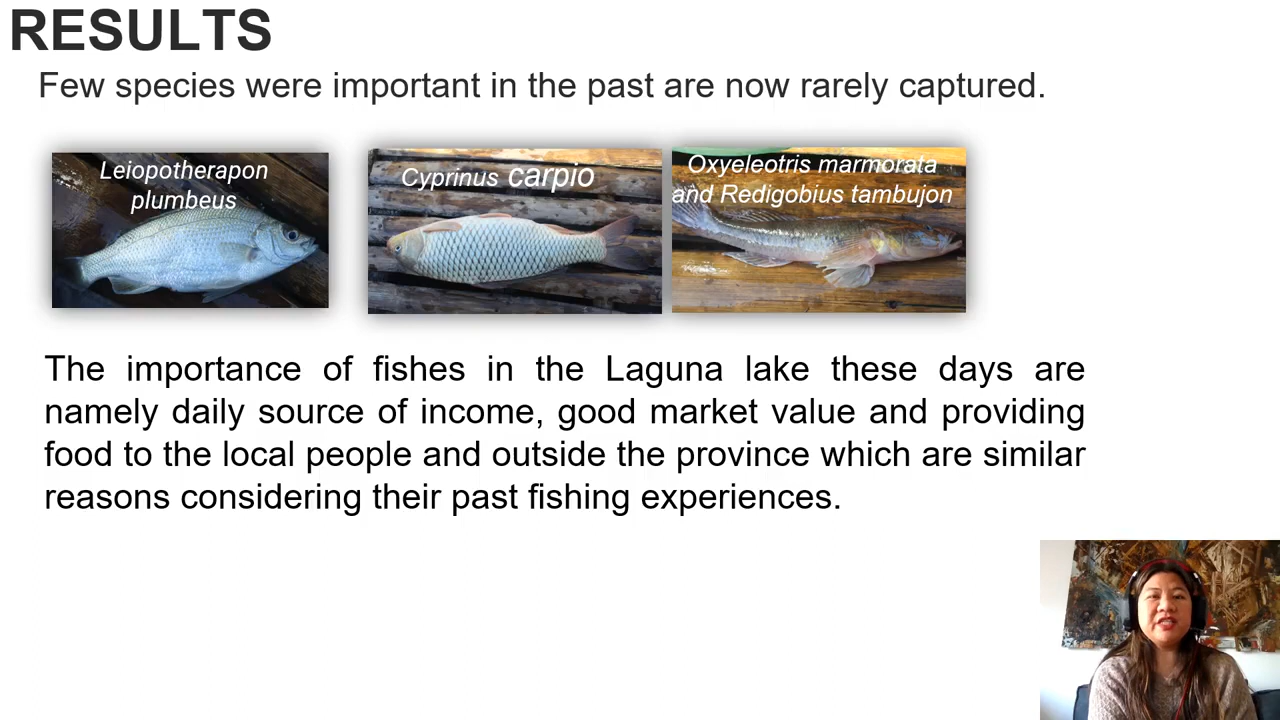 RESULTS
Few species were important in the past are now rarely captured.
Leiopotherapon
plumbeus
Cyprinus carpio
Oxyeleotris marmorata
and Redigobius tambujon
The importance of fishes in the Laguna lake these days are
namely daily source of income, good market value and providing
food to the local people and outside the province which are similar
reasons considering their past fishing experiences.